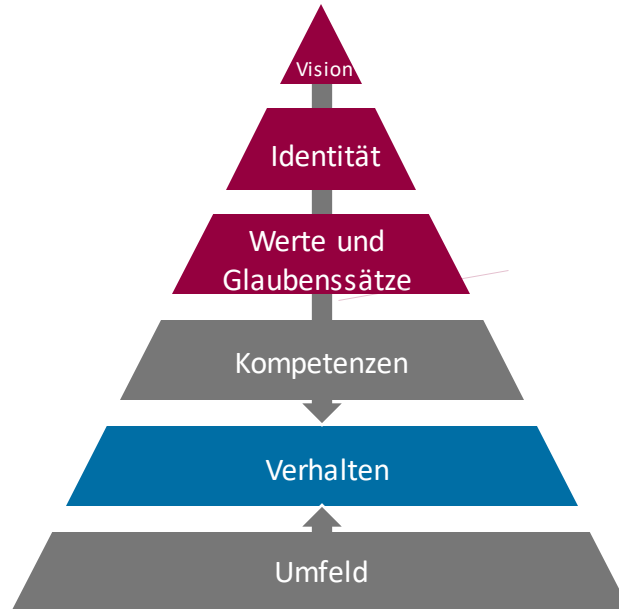 Vision
Identität
Werte und
Glaubenssätze
Kompetenzen
Verhalten
Umfeld